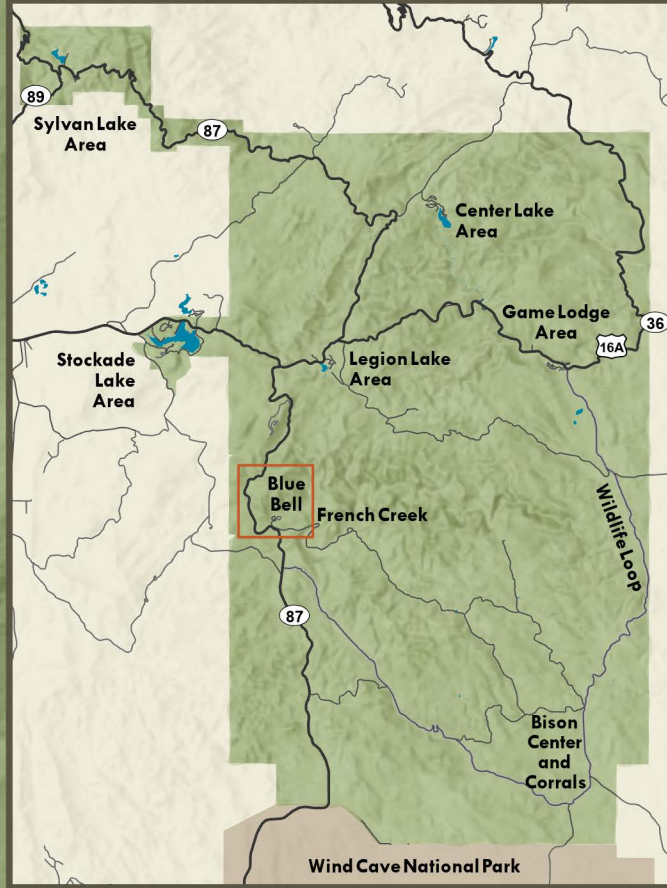 89
Sylvan Lake
Area
87
Center Lake
Area
Game Lodge
Area
36
16A
Stockade
Lake
Area
Legion Lake
Area
Blue
Bell
French Creek
Wildlife Loop
87
Bison
Center
and
Corrals
Wind Cave National Park